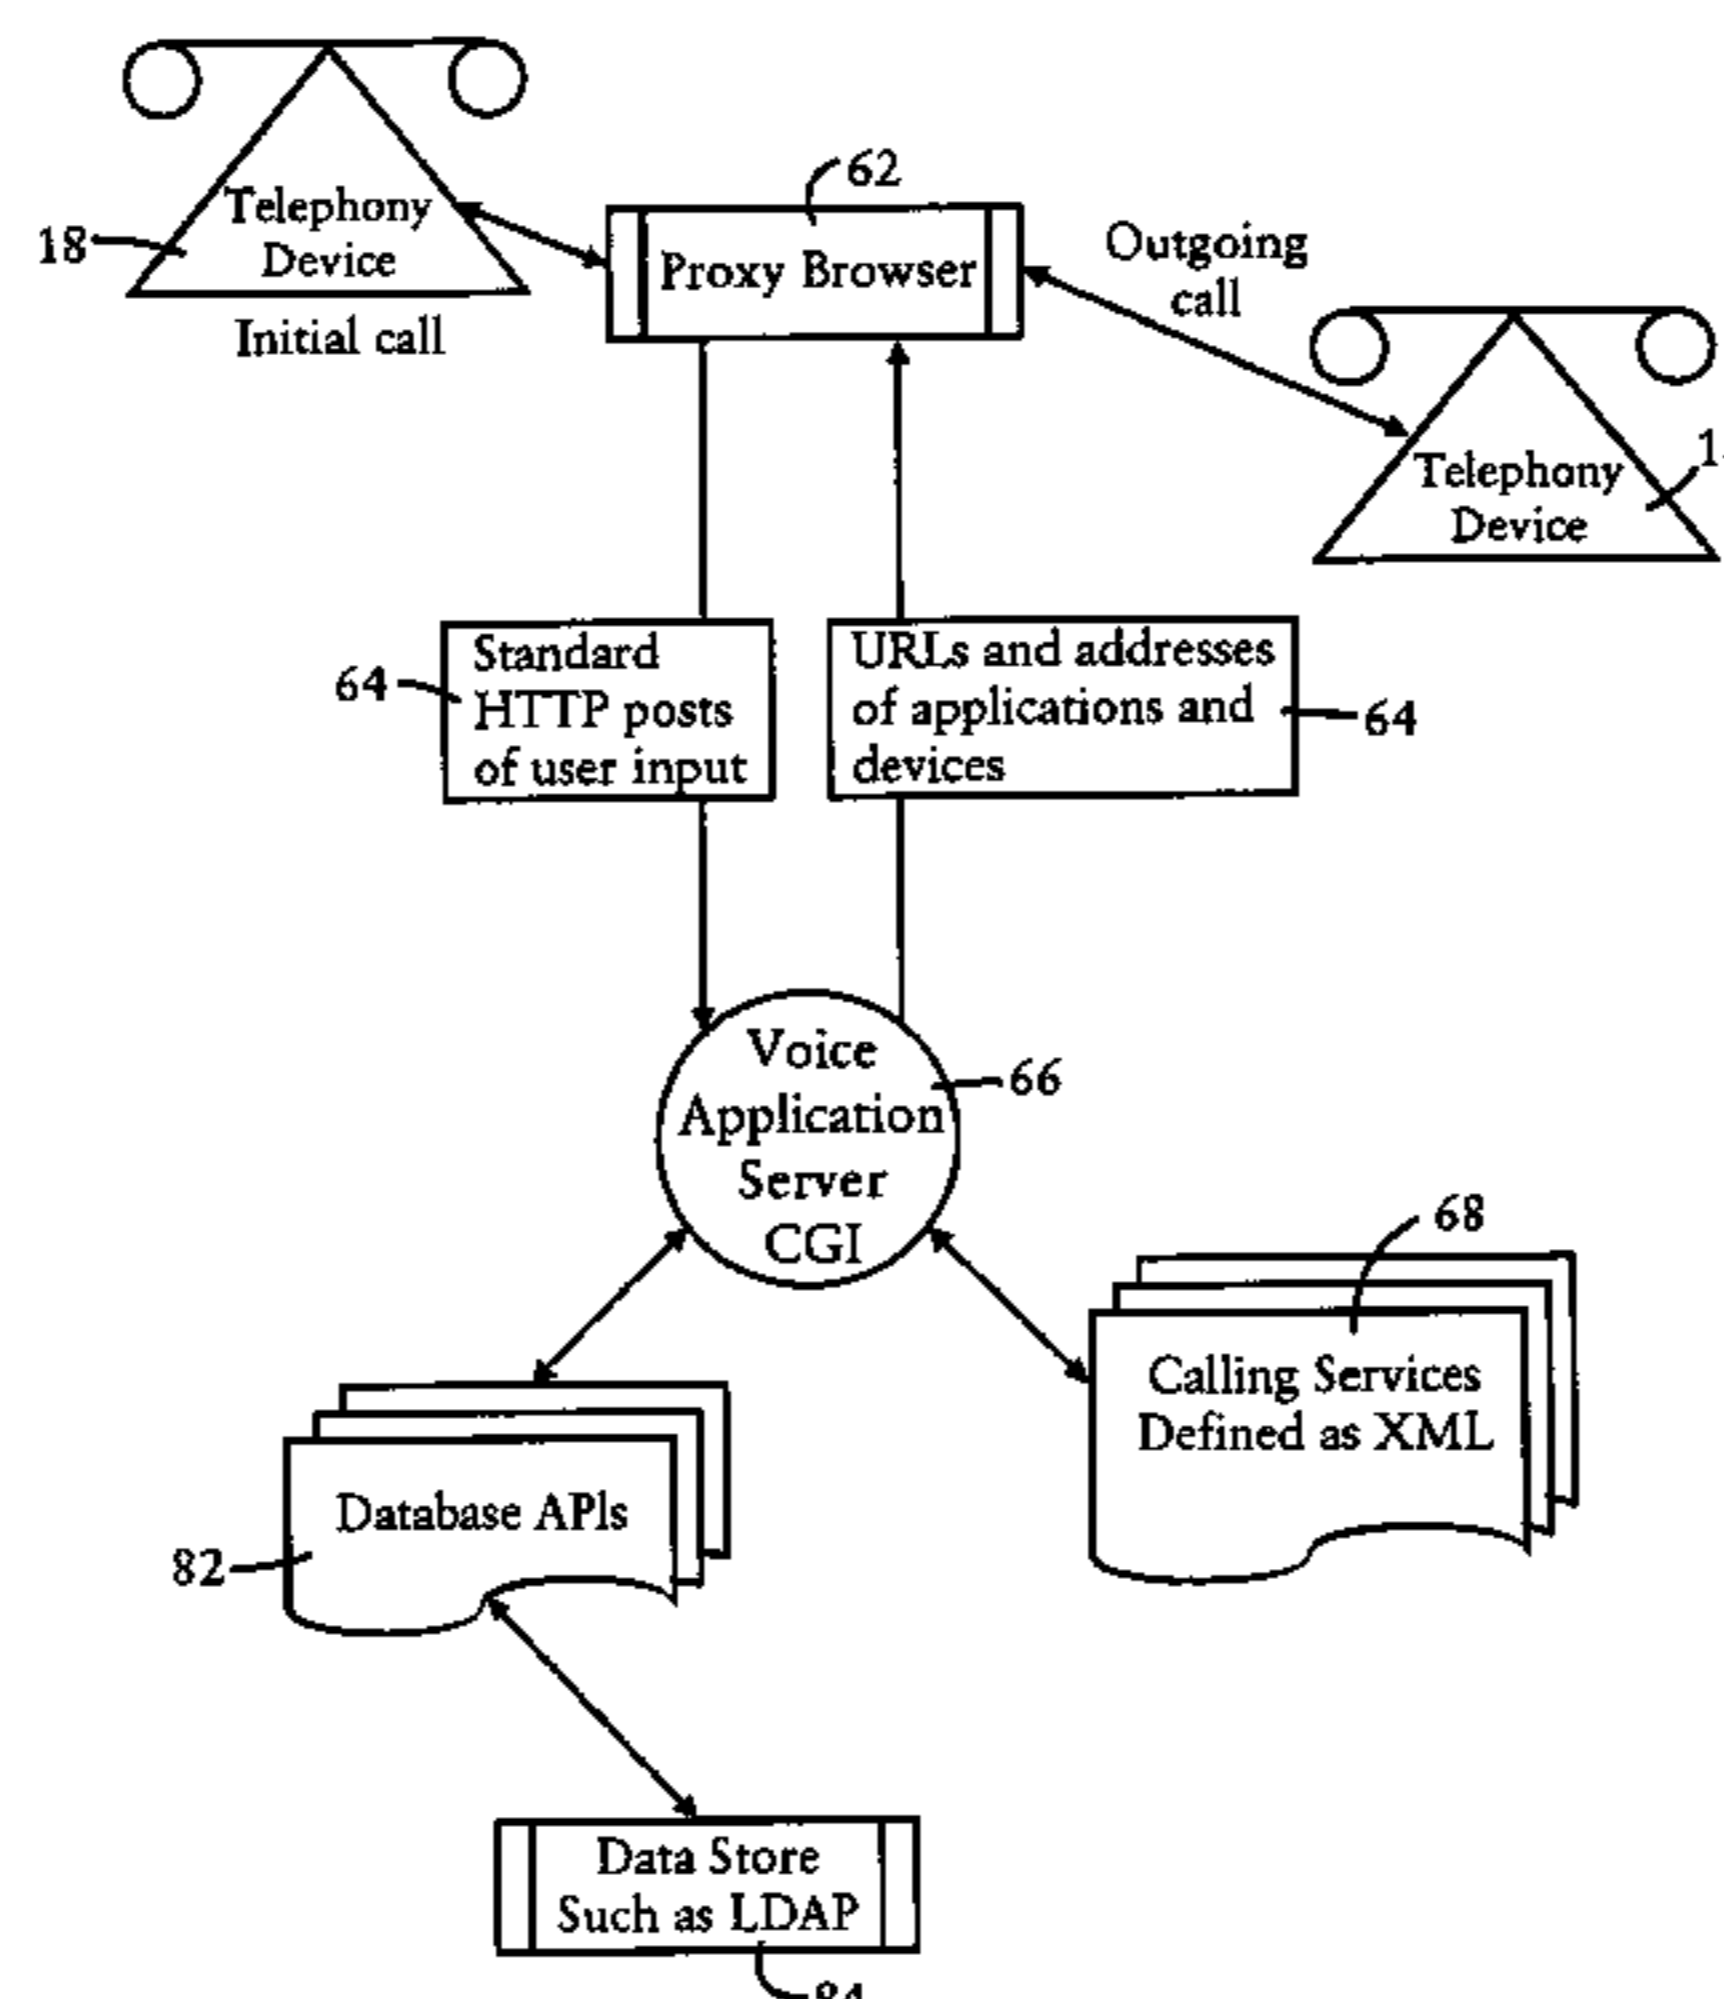 62
Telephony
Device
18
Initial call
Proxy Browser
Outgoing
call
Telephony
Device
Standard
HTTP posts
of user input
64
URLs and addresses
of applications and
devices
64
Voice
Application
Server
CGI
66
68
Calling Services
Defined as XML
Database APIs
82
Data Store
Such as LDAP
84